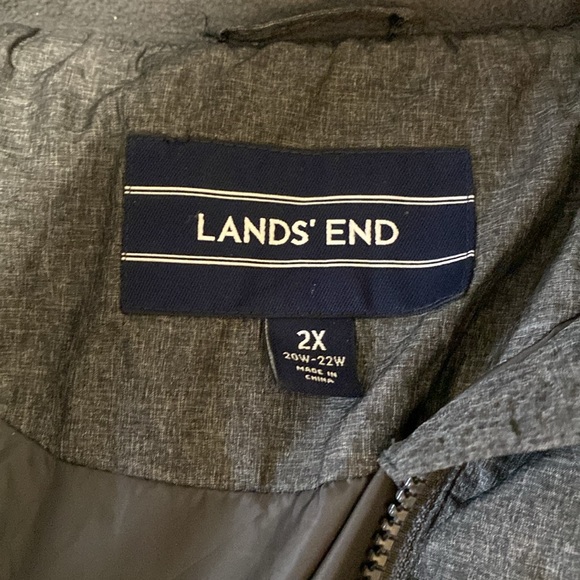 LANDS' END
2X
20W-22W
MADE IN
CHINA